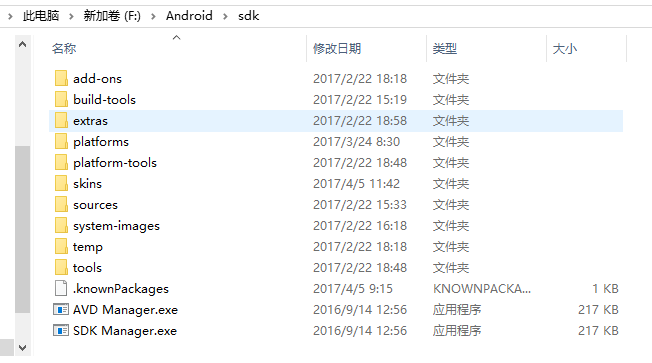 此电脑 > 新加卷 (F:) > Android > sdk
名称 修改日期 类型 大小
add-ons 2017/2/22 18:18 文件夹
build-tools 2017/2/22 15:19 文件夹
extras 2017/2/22 18:58 文件夹
platforms 2017/3/24 8:30 文件夹
platform-tools 2017/2/22 18:48 文件夹
skins 2017/4/5 11:42 文件夹
sources 2017/2/22 15:33 文件夹
system-images 2017/2/22 16:18 文件夹
temp 2017/2/22 18:18 文件夹
tools 2017/2/22 18:48 文件夹
.knownPackages 2017/4/5 9:15 KNOWNPACKA... 1 KB
AVD Manager.exe 2016/9/14 12:56 应用程序 217 KB
SDK Manager.exe 2016/9/14 12:56 应用程序 217 KB